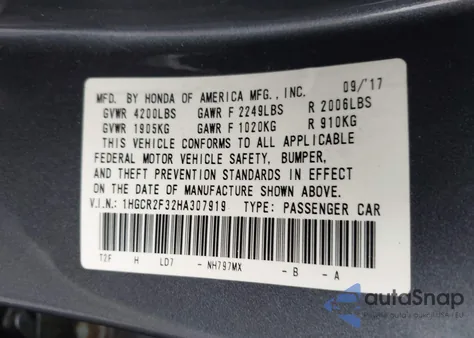 MFD. BY HONDA OF AMERICA MFG., INC. 09/17
GVWR 4200LBS GAWR F 2249LBS R 2006LBS
GVWR 1905KG GAWR F 1020KG R 910KG
THIS VEHICLE CONFORMS TO ALL APPLICABLE
FEDERAL MOTOR VEHICLE SAFETY, BUMPER,
AND THEFT PREVENTION STANDARDS IN EFFECT
ON THE DATE OF MANUFACTURE SHOWN ABOVE.
V.I.N.: 1HGCR2F32HA307919 TYPE: PASSENGER CAR
T2F H LD7 - NH797MX - B - A
autoSnap